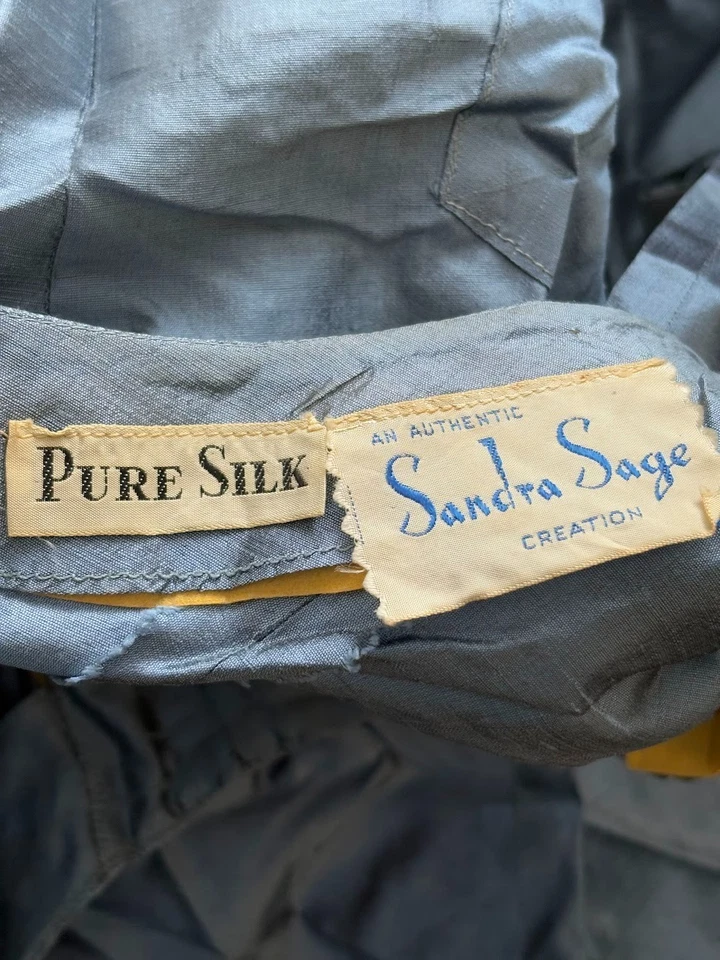 PURE SILK
AN AUTHENTIC
Sandra Sage
CREATION